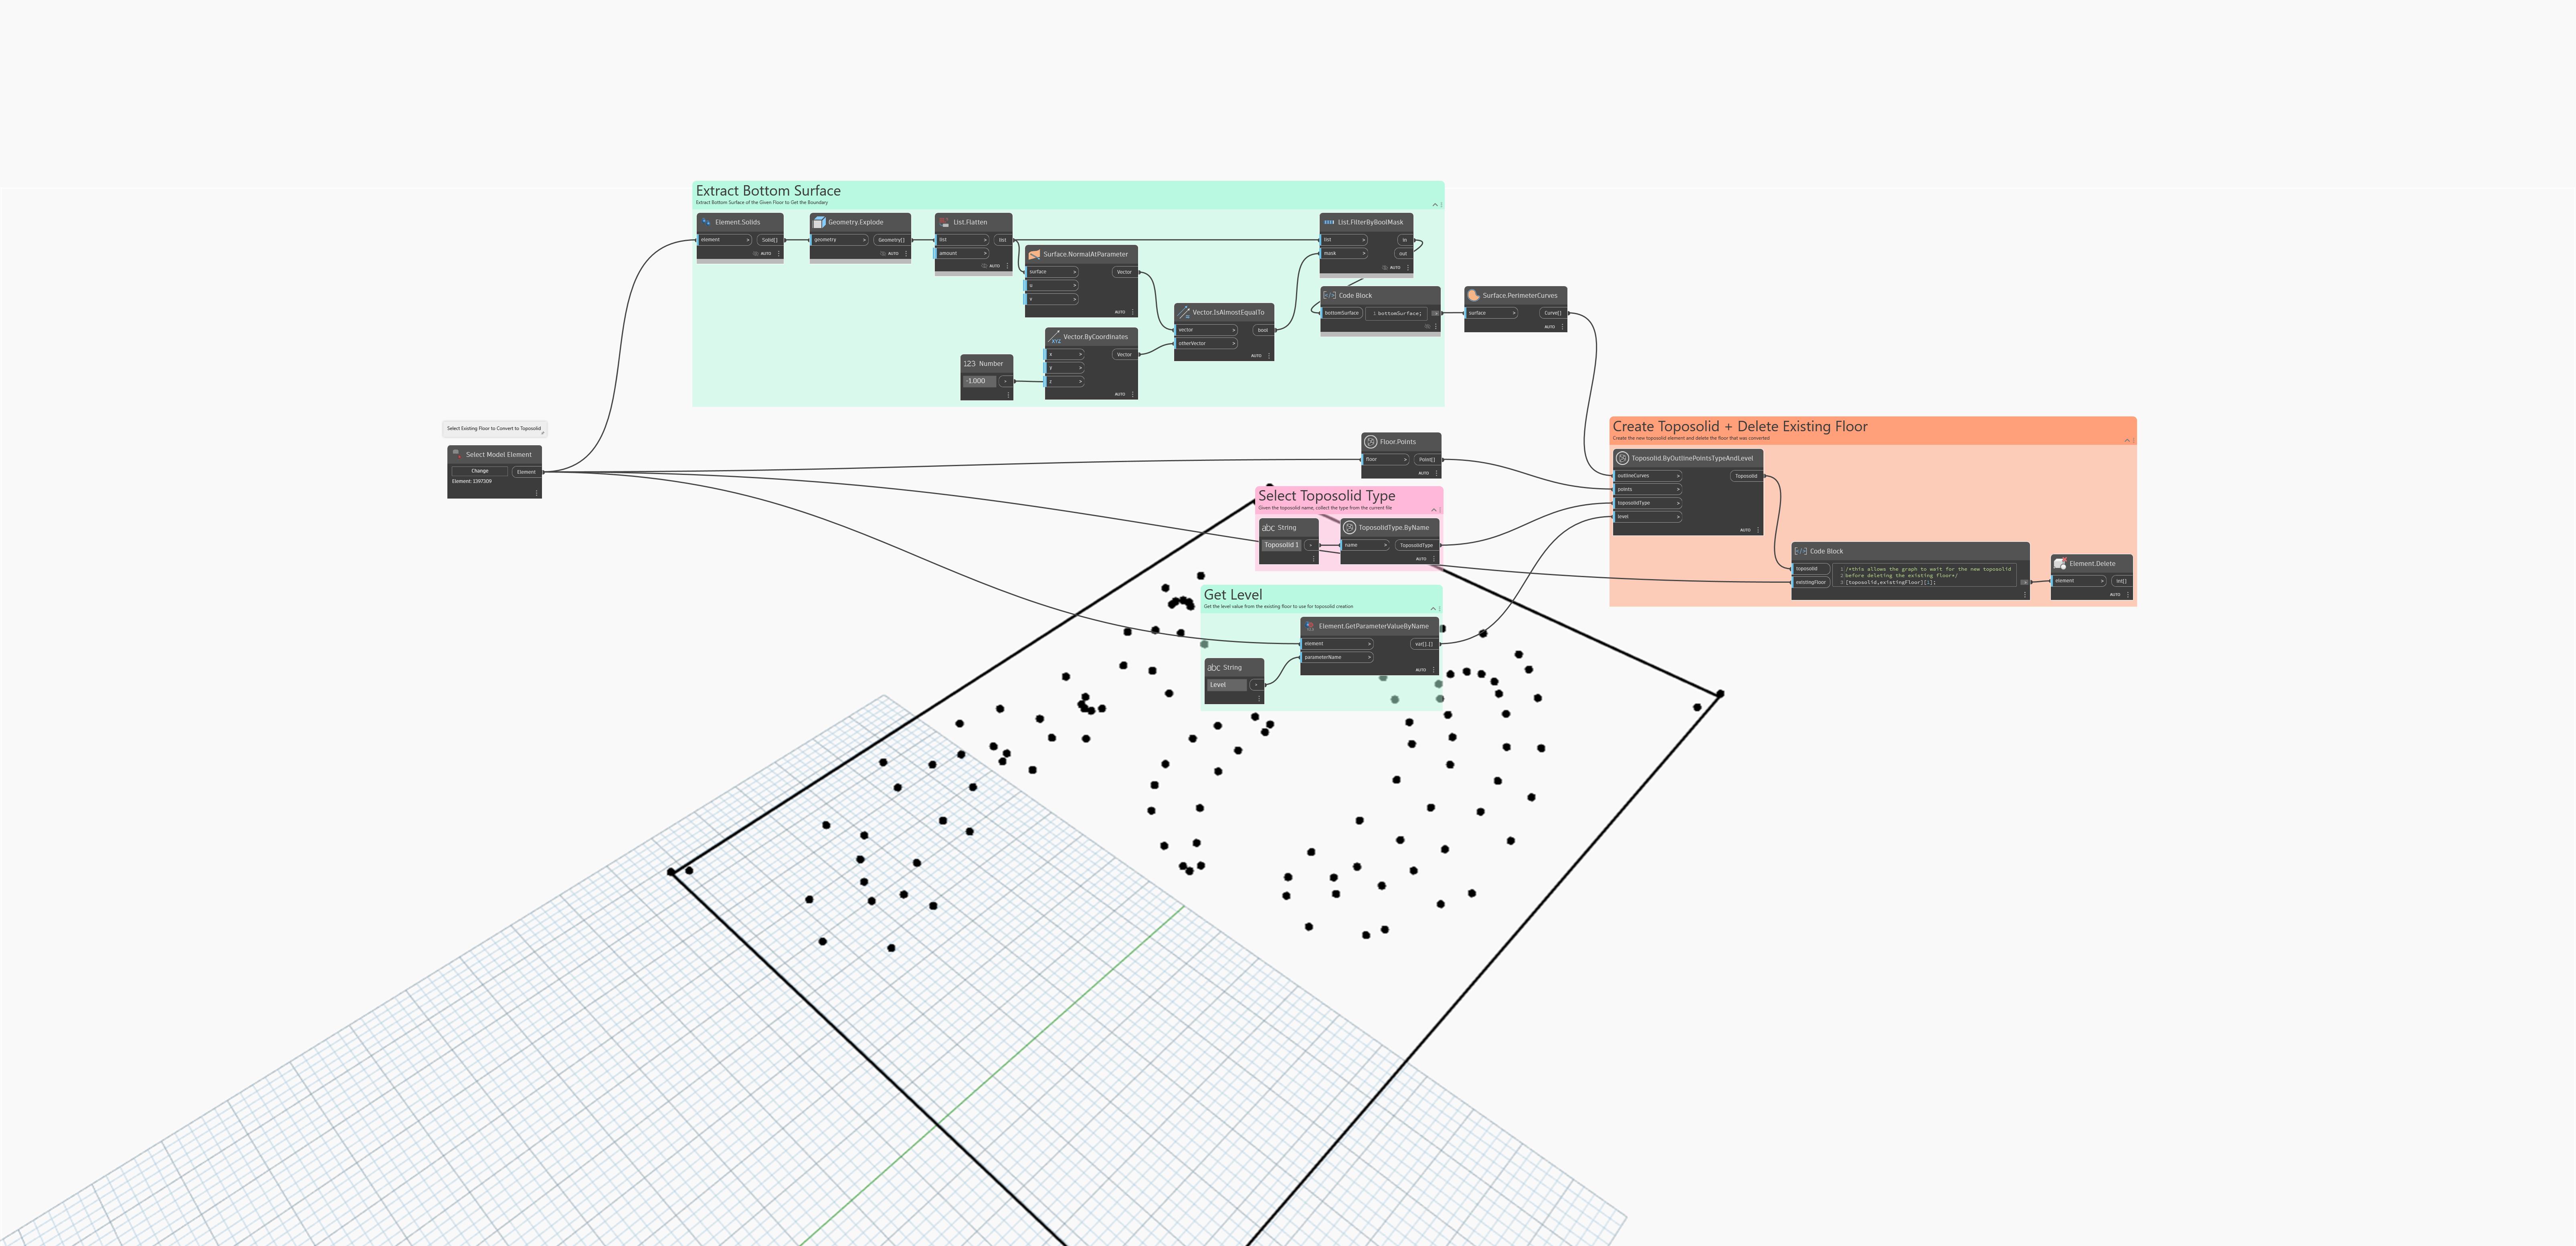 Extract Bottom Surface
Extract Bottom Surface of the Given Floor to Get the Boundary
Element.Solids
element >
Solid[]
AUTO
Geometry.Explode
geometry >
Geometry[]
AUTO
List.Flatten
list >
list
amount >
AUTO
Surface.NormalAtParameter
surface >
Vector
u >
v >
AUTO
123 Number
-1.000
>
XYZ
Vector.ByCoordinates
x >
Vector
y >
z >
AUTO
Vector.IsAlmostEqualTo
vector >
bool
otherVector >
AUTO
List.FilterByBoolMask
list >
in
mask >
out
AUTO
Code Block
bottomSurface
1 bottomSurface;
>
Surface.PerimeterCurves
surface >
Curve[]
AUTO
Select Existing Floor to Convert to Toposolid
Select Model Element
Change
Element
Element: 1397309
Floor.Points
floor >
Point[]
AUTO
Select Toposolid Type
Given the toposolid name, collect the type from the current file
abc String
Toposolid 1
>
ToposolidType.ByName
name >
ToposolidType
AUTO
Get Level
Get the level value from the existing floor to use for toposolid creation
Element.GetParameterValueByName
element >
var[]..[]
parameterName >
AUTO
abc String
Level
>
Create Toposolid + Delete Existing Floor
Create the new toposolid element and delete the floor that was converted
Toposolid.ByOutlinePointsTypeAndLevel
outlineCurves >
Toposolid
points >
toposolidType >
level >
AUTO
Code Block
toposolid
existingFloor
1 /*this allows the graph to wait for the new toposolid
2 before deleting the existing floor*/
3 [toposolid,existingFloor][1];
>
Element.Delete
element >
int[]
AUTO